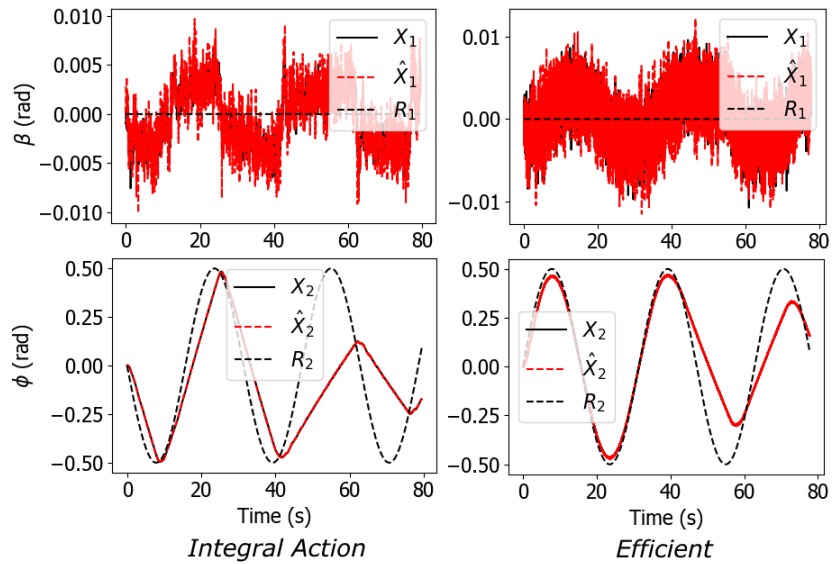 0.010
0.005
0.000
−0.005
−0.010
β (rad)
X₁
X̂₁
R₁
0 20 40 60 80
0.01
0.00
−0.01
X₁
X̂₁
R₁
0 20 40 60 80
0.50
0.25
0.00
−0.25
−0.50
ϕ (rad)
X₂
X̂₂
R₂
0 20 40 60 80
Time (s)
Integral Action
0.50
0.25
0.00
−0.25
−0.50
X₂
X̂₂
R₂
0 20 40 60 80
Time (s)
Efficient